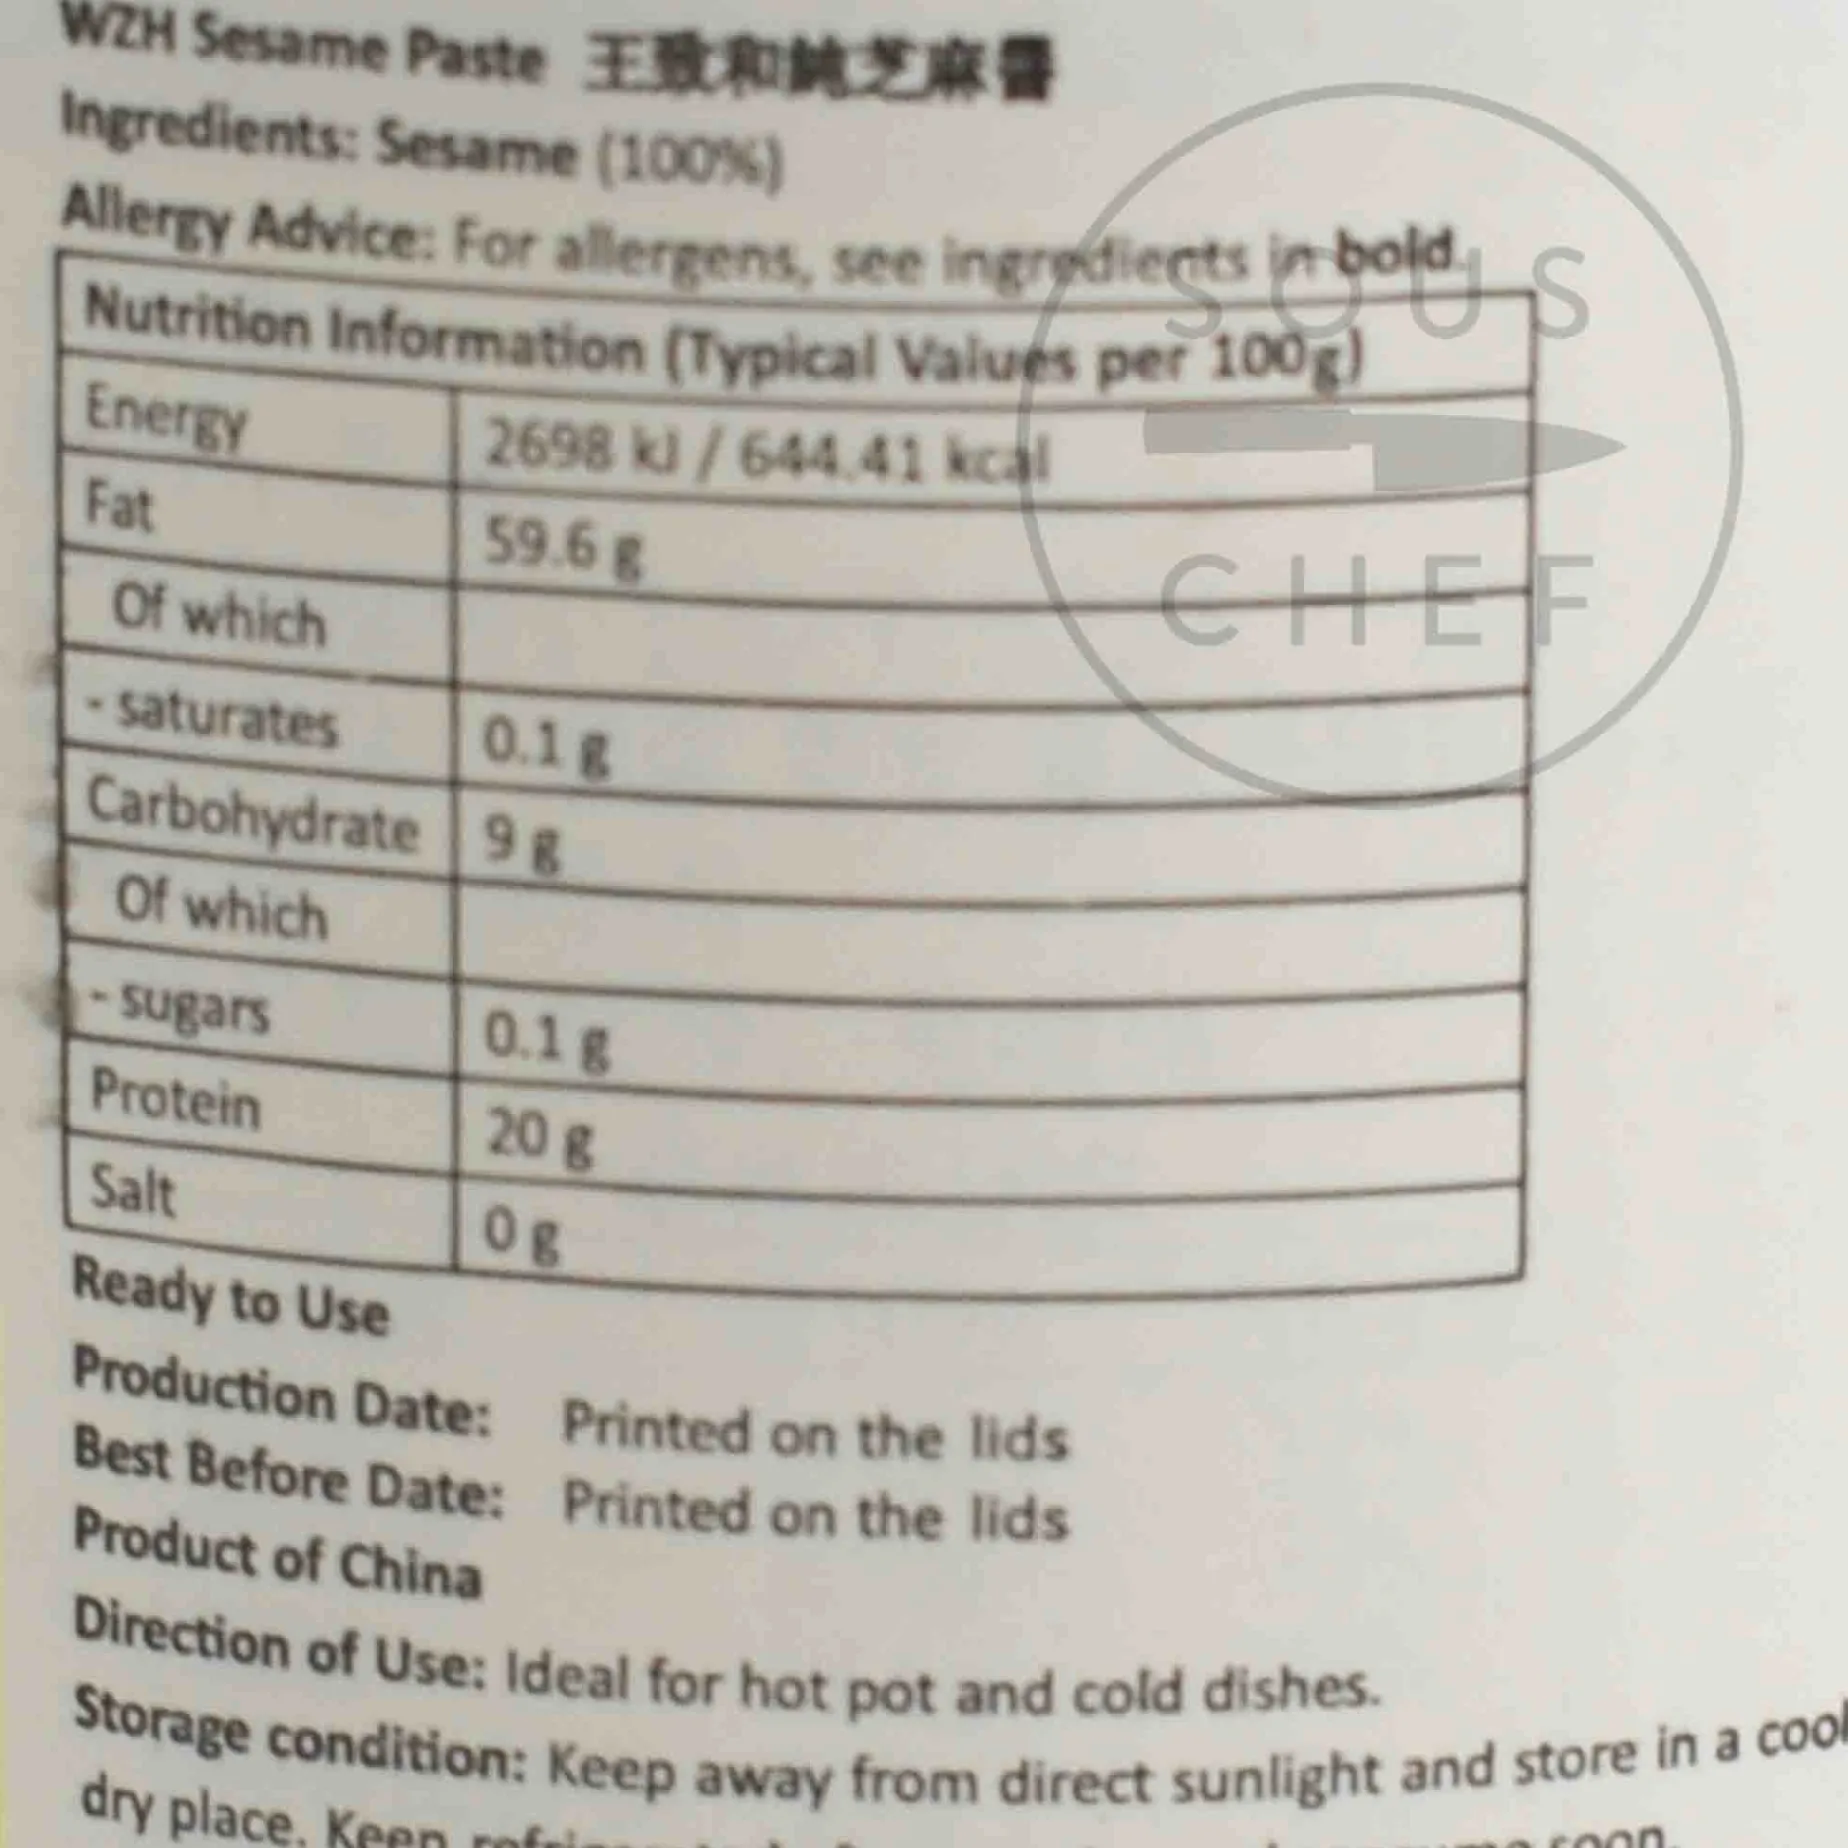 WZH Sesame Paste 王致和純芝麻醬
Ingredients: Sesame (100%)
Allergy Advice: For allergens, see ingredients in bold.
Nutrition Information (Typical Values per 100g)
Energy 2698 kJ / 644.41 kcal
Fat 59.6 g
Of which
- saturates 0.1 g
Carbohydrate 9 g
Of which
- sugars 0.1 g
Protein 20 g
Salt 0 g
Ready to Use
Production Date: Printed on the lids
Best Before Date: Printed on the lids
Product of China
Direction of Use: Ideal for hot pot and cold dishes.
Storage condition: Keep away from direct sunlight and store in a cool
dry place. Keep soon.
SOUS
CHEF